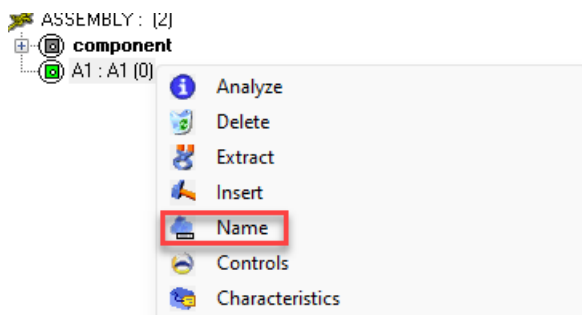 ASSEMBLY : (2)
component
A1 : A1 (0)
Analyze
Delete
Extract
Insert
Name
Controls
Characteristics